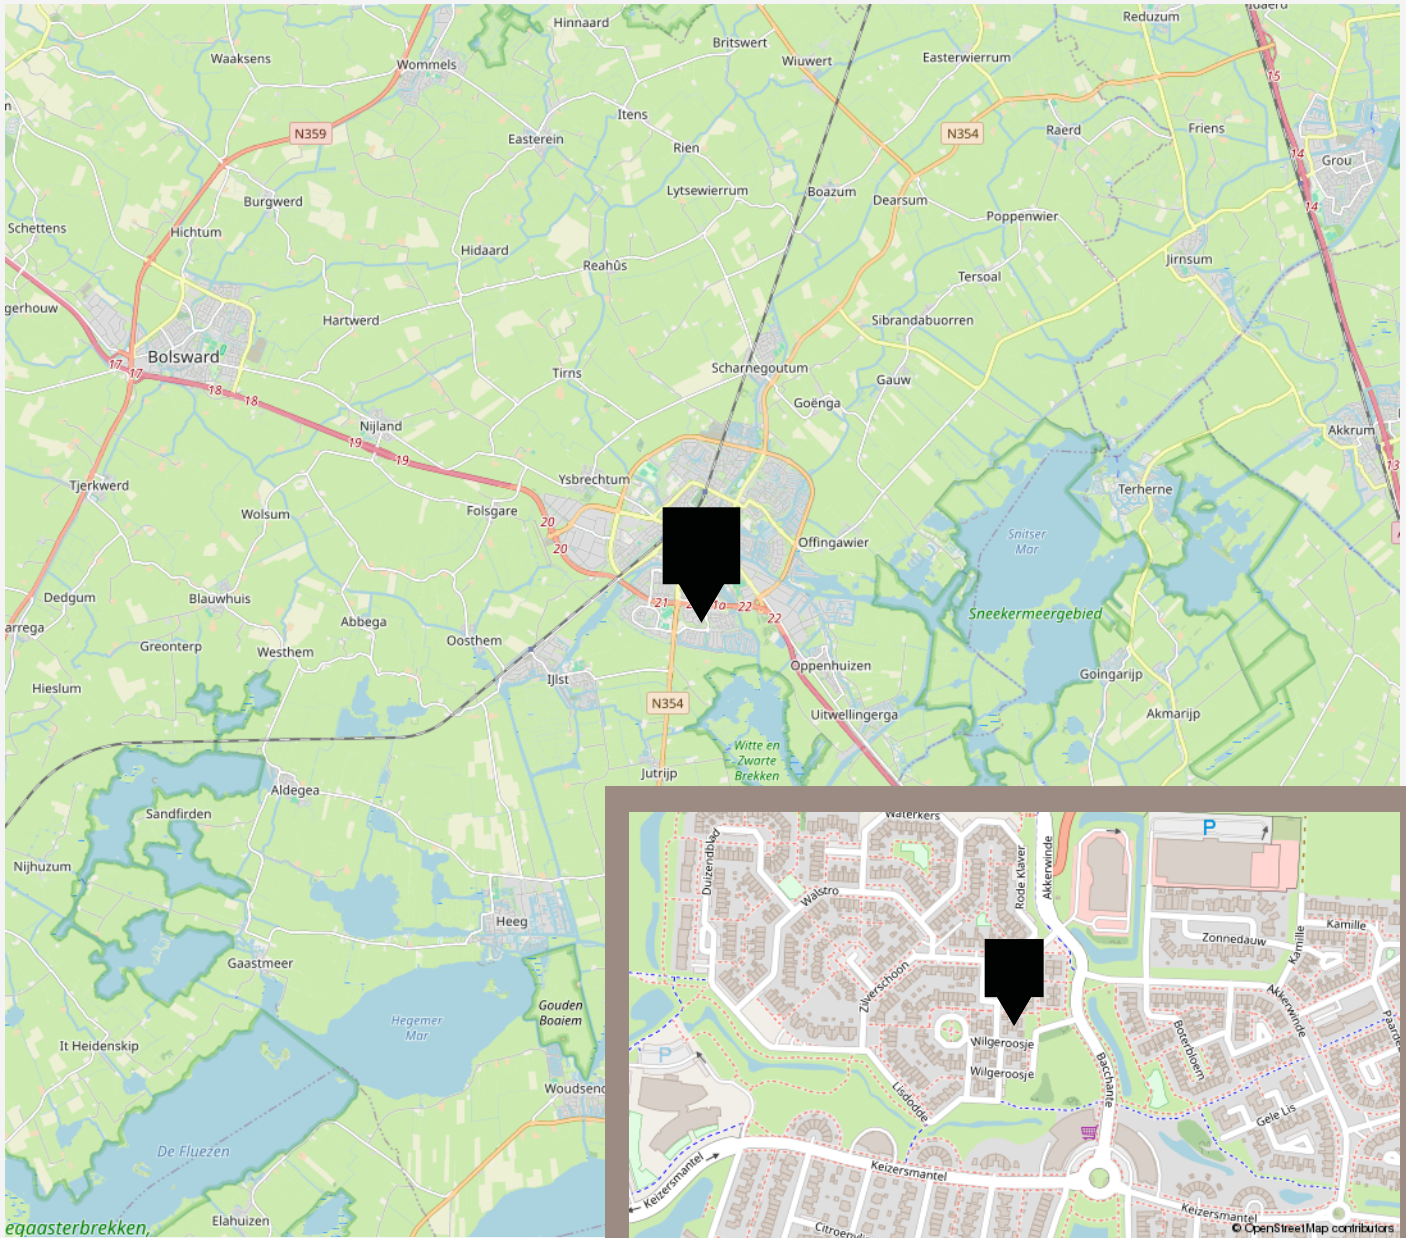 Hinnaard
Reduzum
Idaerd
Britswert
Waaksens
Wommels
Wiuwert
Easterwierrum
15
n
Itens
N359
Easterein
N354
Raerd
Friens
Rien
14
Grou
Lytsewierrum
Boazum
Dearsum
Burgwerd
14
Poppenwier
Schettens
Hichtum
Hidaard
Reahûs
Jirnsum
Tersoal
gerhouw
Hartwerd
Sibrandabuorren
Bolsward
17
17
Scharnegoutum
Tirns
Gauw
18
18
Goënga
Nijland
Akkrum
19
19
13
Ysbrechtum
Tjerkwerd
Terherne
Wolsum
Folsgare
20
20
Snitser
Mar
Offingawier
Dedgum
Blauwhuis
21
1a
22
22
Sneekermeergebied
arrega
Abbega
Greonterp
Westhem
Oosthem
Oppenhuizen
IJlst
Goingarijp
Hieslum
N354
Uitwellingerga
Akmarijp
Witte en
Zwarte
Brekken
Jutrijp
Aldegea
Sandfirden
Nijhuzum
Heeg
Gaastmeer
Gouden
Boaiem
Hegemer
Mar
It Heidenskip
Woudsend
De Fluezen
Elahuizen
egaasterbrekken,
Waterkers
P
Duizendblad
Rode Klaver
Akkerwinde
Walstro
Kamille
Zonnedauw
Kamille
Zilverschoon
Akkerwinde
Paarde
Boterbloem
Wilgeroosje
P
Wilgeroosje
Bacchante
Lisdodde
Gele Lis
Keizersmantel
Keizersmantel
Keizersmantel
Citroenvli
© OpenStreetMap contributors